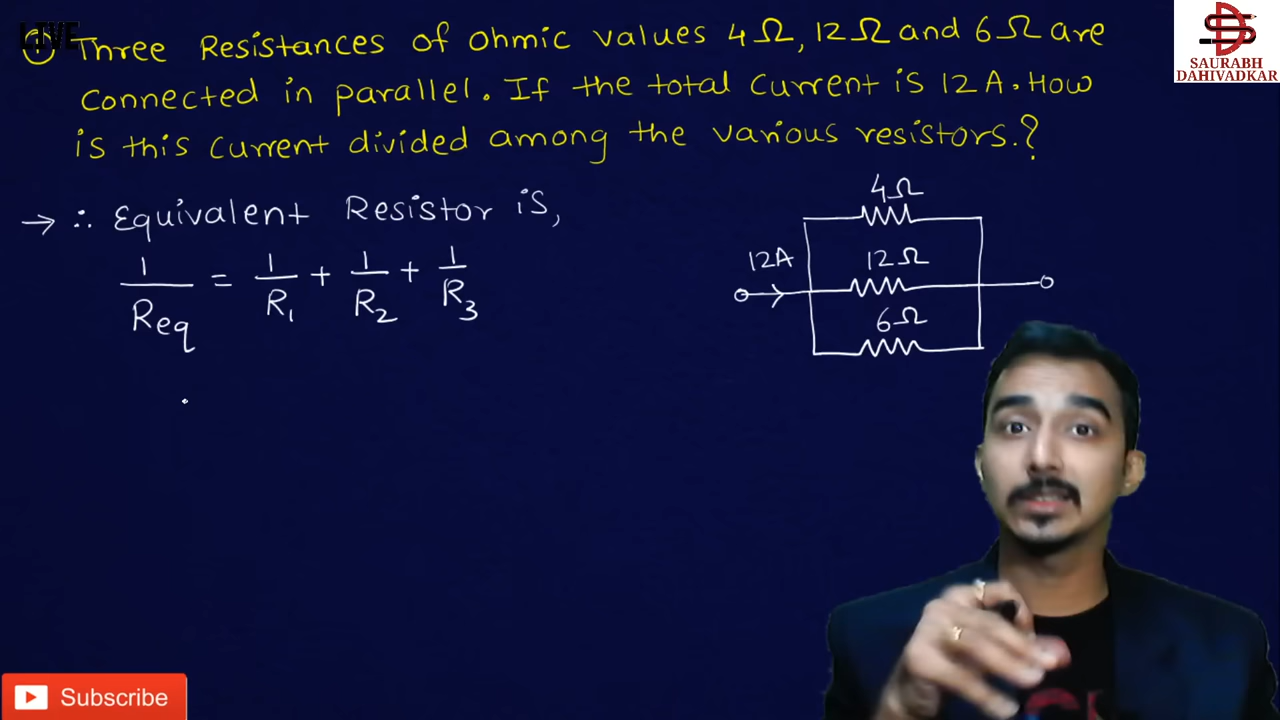 LIVE
① Three Resistances of Ohmic values 4Ω, 12Ω and 6Ω are
connected in parallel. If the total current is 12A. How
is this current divided among the various resistors.?
SAURABH
DAHIVADKAR
→ ∴ Equivalent Resistor is,
1/Req = 1/R₁ + 1/R₂ + 1/R₃
4Ω
12A
12Ω
6Ω
Subscribe